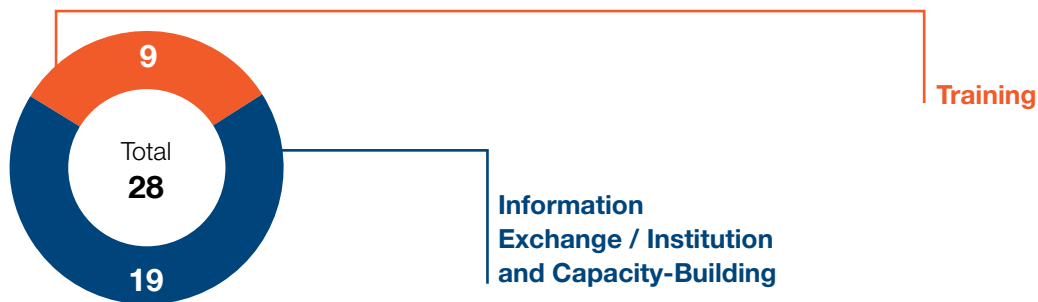 9
Training
Total
28
Information
Exchange / Institution
and Capacity-Building
19